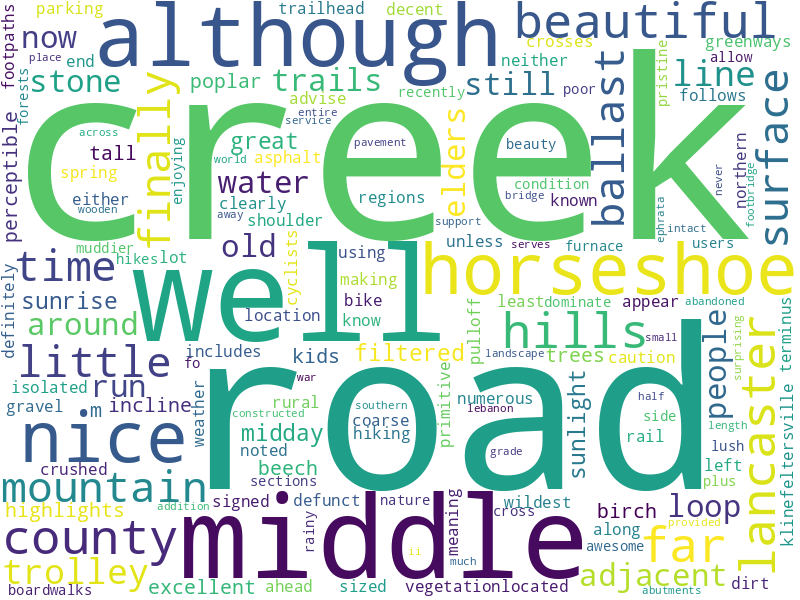 parking
trailhead
decent
although
beautiful
footpaths
now
place
end
crosses
greenways
neither
allow
stone
forests
poplar
trails
still
line
poor
pristine
follows
finally
advise
recently
ballast
surface
entire
service
elders
creek
across
great
pavement
beauty
northern
perceptible
tall
world
asphalt
spring
enjoying
water
condition
either
away
regions
bridge
known
never
wooden
clearly
shoulder
support
ephrata
intact
footbridge
muddier
old
unless
serves
furnace
users
time
hikes
lot
cyclists
using
horseshoe
definitely
well
making
bike
know
least
dominate
appear
abandoned
sunrise
location
pulloff
small
surprising
around
hills
people
lancaster
terminus
little
includes
kids
filtered
landscape
trees
caution
isolated
run
fo
war
road
primitive
numerous
half
gravel
m
incline
weather
rural
constructed
southern
lebanon
sunlight
side
length
nice
midday
coarse
hiking
grade
rail
noted
lush
crushed
beech
sections
left
klinefeltersville
mountain
plus
signed
defunct
nature
meaning
cross
wildest
birch
loop
highlights
addition
middle
rainy
along
provided
county
ii
much
awesome
far
trolley
adjacent
boardwalks
excellent
ahead
sized
vegetation
located
dirt
abutments